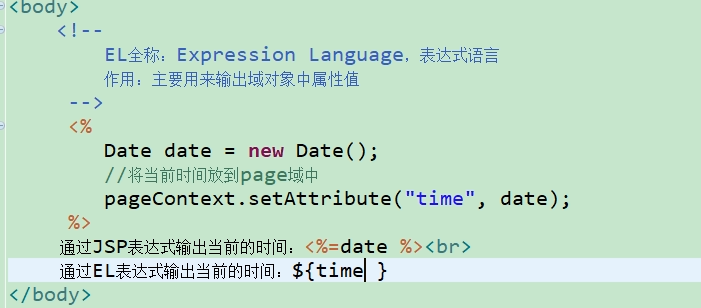 <body>
<!--
EL全称：Expression Language，表达式语言
作用：主要用来输出域对象中属性值
-->
<%
Date date = new Date();
//将当前时间放到page域中
pageContext.setAttribute("time", date);
%>
通过JSP表达式输出当前的时间：<%=date %><br>
通过EL表达式输出当前的时间：${time }
</body>